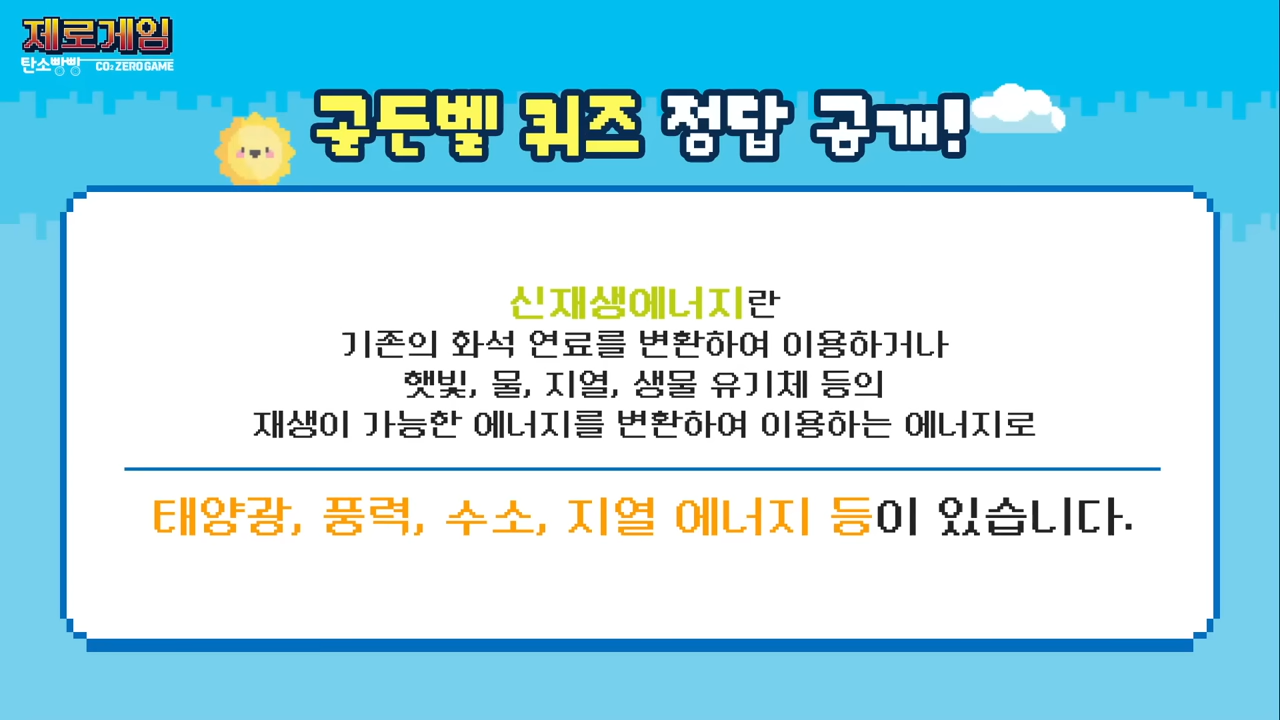 제로게임
탄소빵빵 CO₂ ZERO GAME
골든벨 퀴즈 정답 공개!
신재생에너지란
기존의 화석 연료를 변환하여 이용하거나
햇빛, 물, 지열, 생물 유기체 등의
재생이 가능한 에너지를 변환하여 이용하는 에너지로
태양광, 풍력, 수소, 지열 에너지 등이 있습니다.